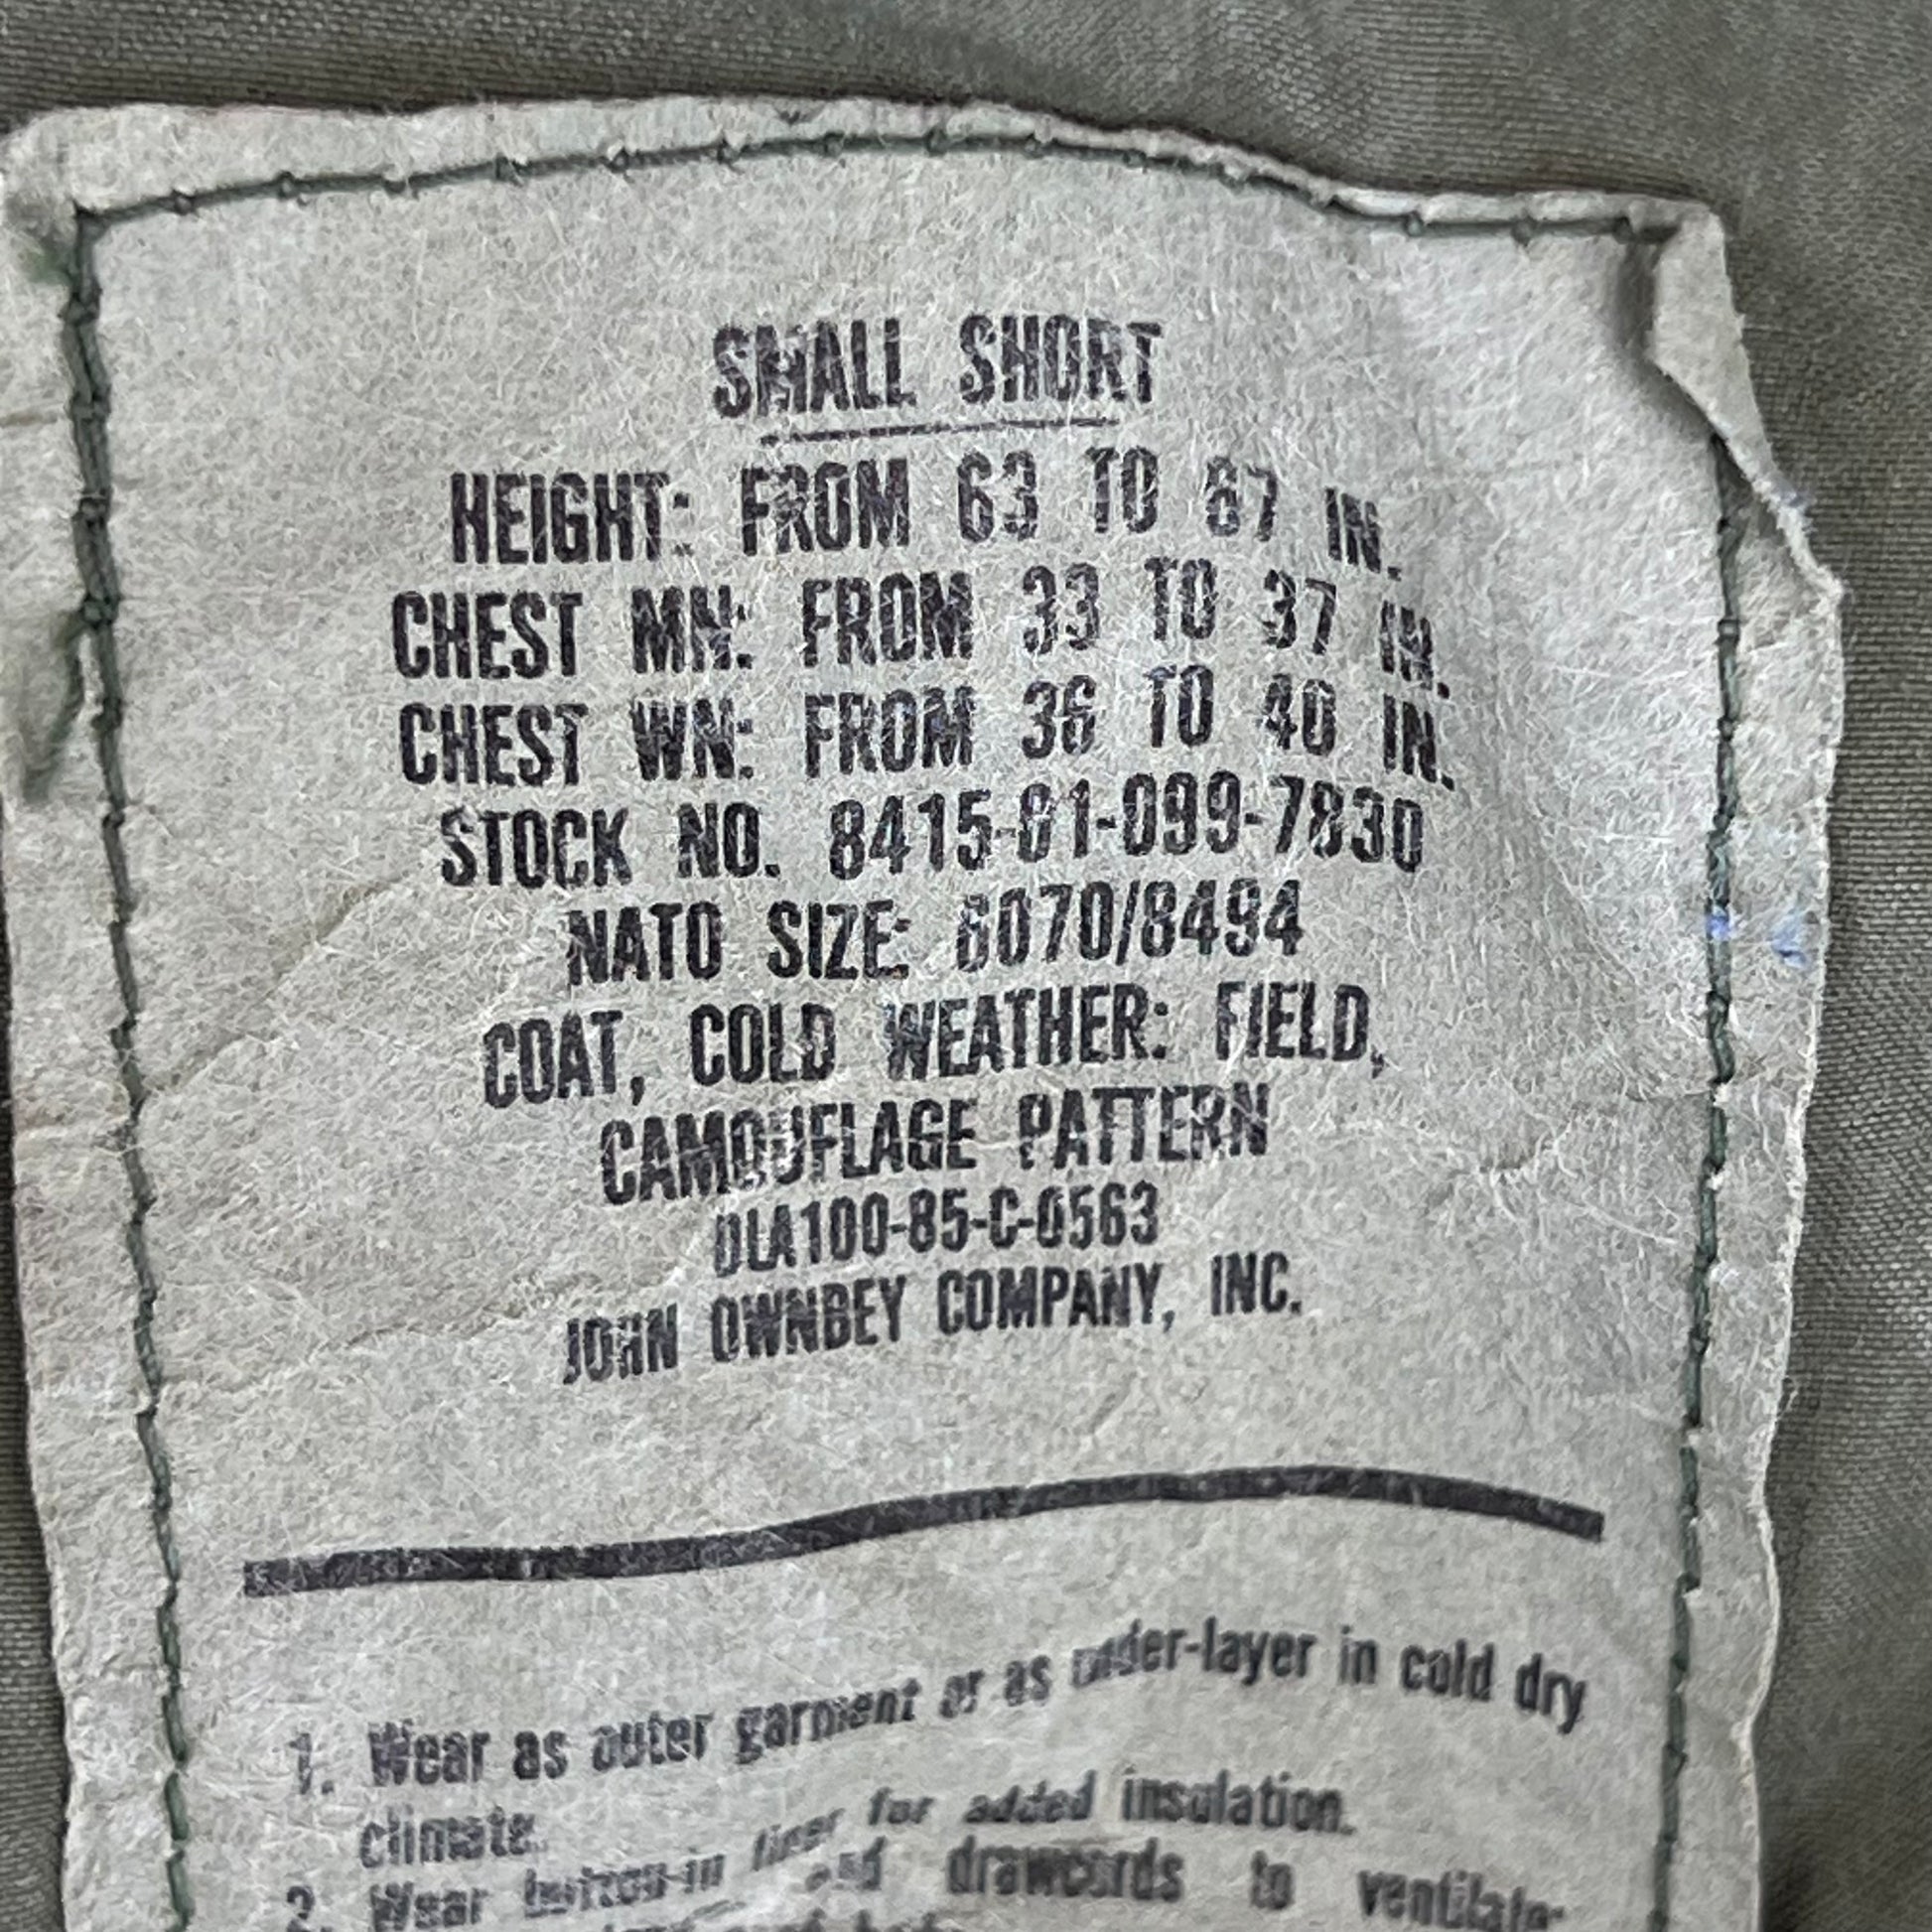 SMALL SHORT
HEIGHT: FROM 63 TO 67 IN.
CHEST MN: FROM 33 TO 37 IN.
CHEST WN: FROM 36 TO 40 IN.
STOCK NO. 8415-01-099-7830
NATO SIZE: 6070/8494
COAT, COLD WEATHER: FIELD,
CAMOUFLAGE PATTERN
DLA100-85-C-0563
JOHN OWNBEY COMPANY, INC.
1. Wear as outer garment or as under-layer in cold dry
climate.
2. Wear button-in liner for added insulation.
and drawcords to ventilate